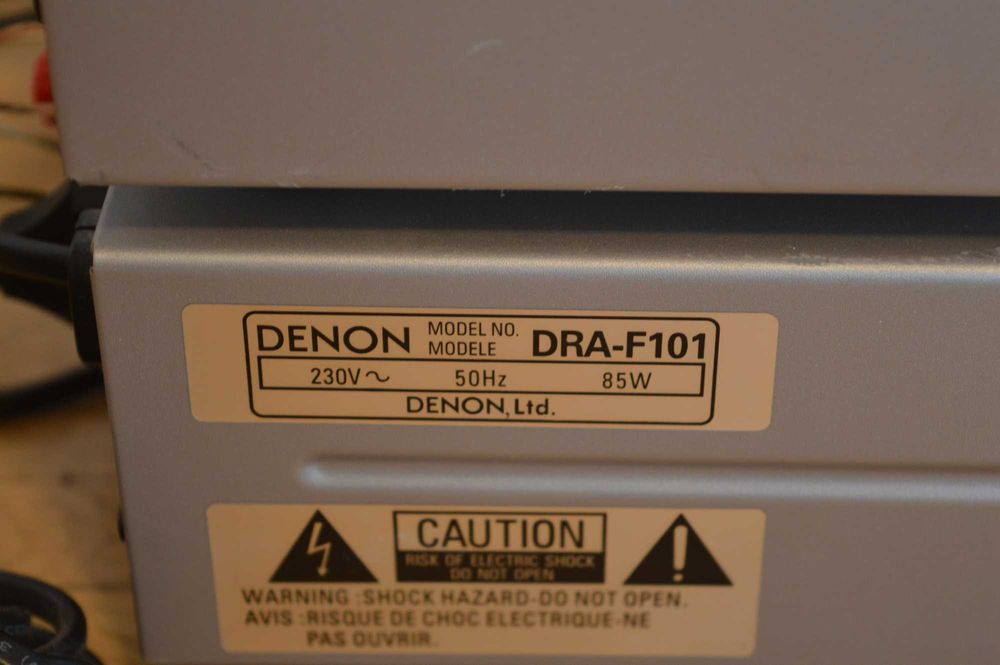 DENON MODEL NO. DRA-F101
MODELE
230V~ 50Hz 85W
DENON, Ltd.
CAUTION
RISK OF ELECTRIC SHOCK
DO NOT OPEN
WARNING :SHOCK HAZARD-DO NOT OPEN.
AVIS :RISQUE DE CHOC ELECTRIQUE-NE
PAS OUVRIR.